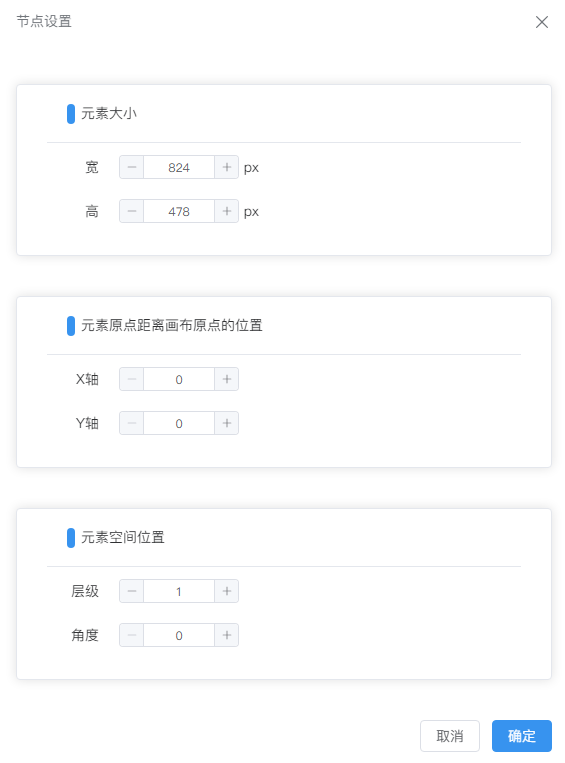 节点设置
元素大小
宽 824 px
高 478 px
元素原点距离画布原点的位置
X轴 0
Y轴 0
元素空间位置
层级 1
角度 0
取消 确定